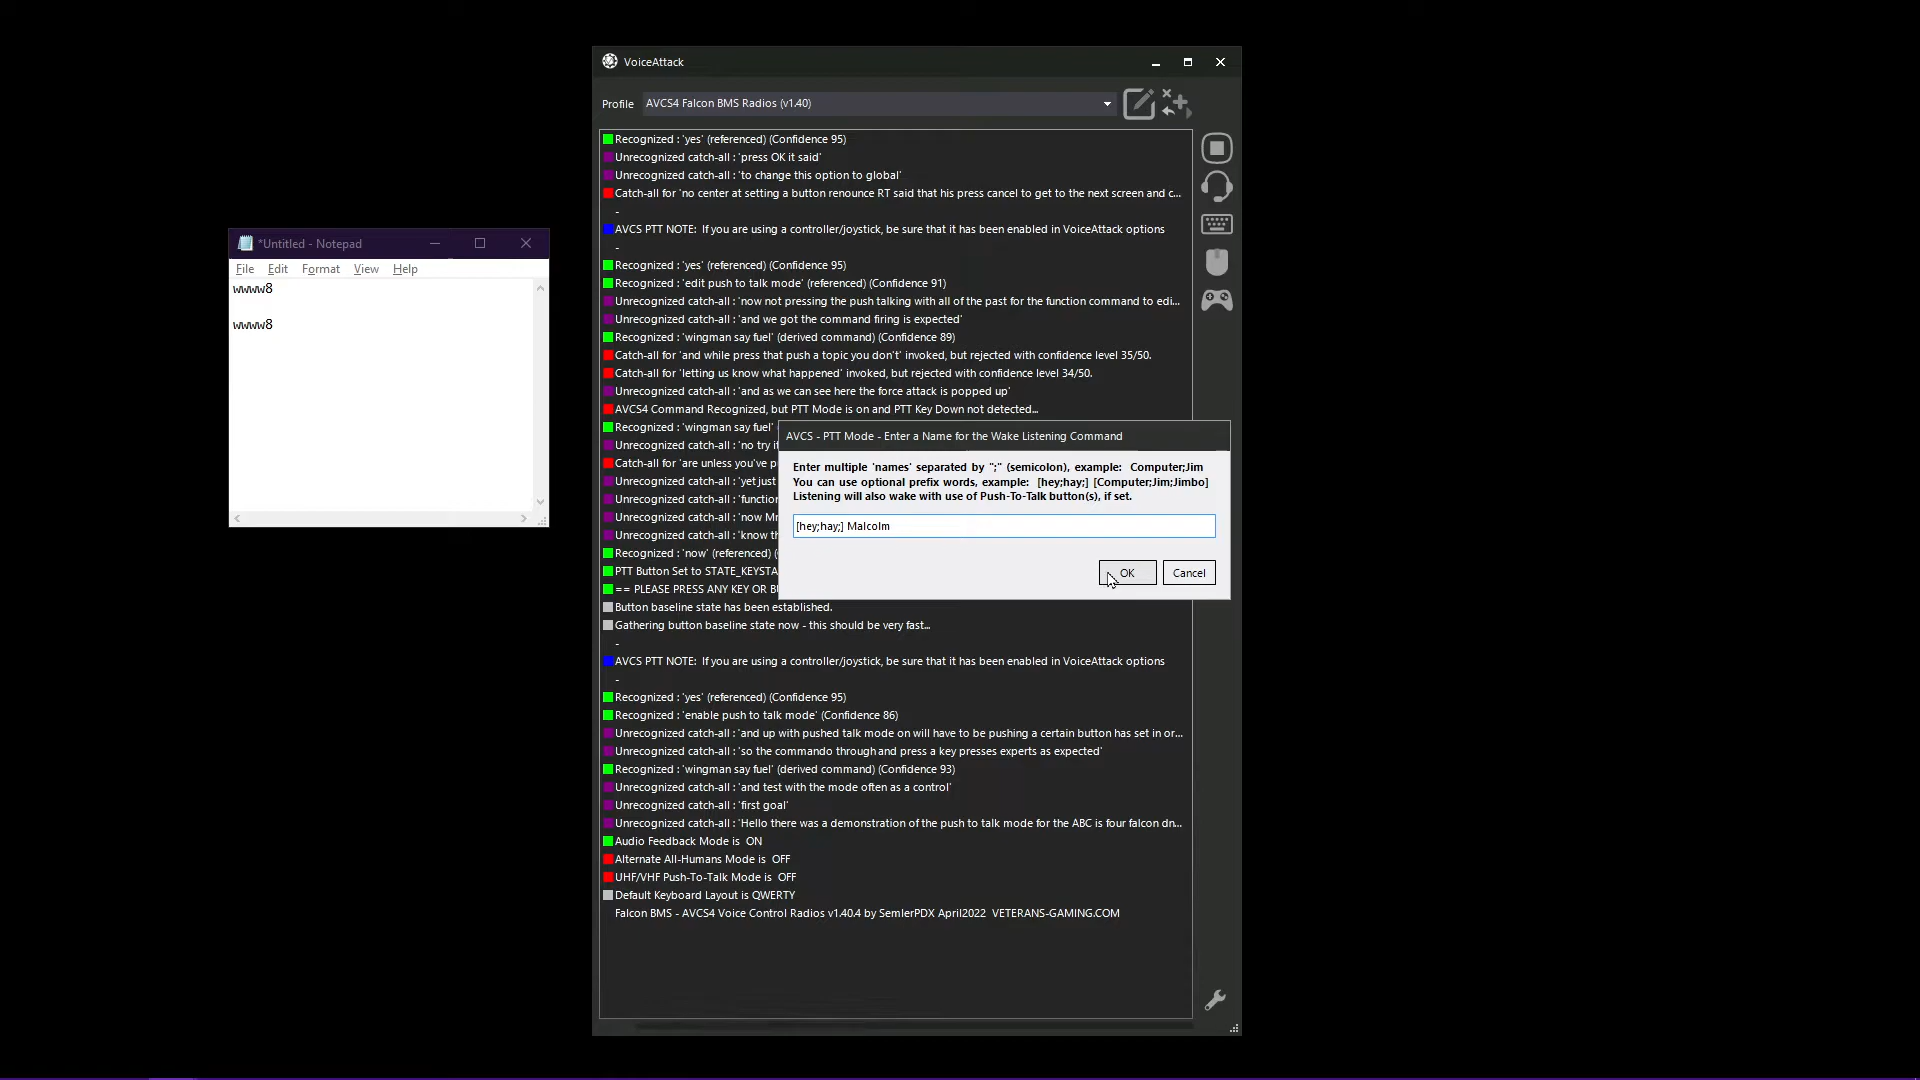 VoiceAttack
Profile AVCS4 Falcon BMS Radios (v1.40)
Recognized : 'yes' (referenced) (Confidence 95)
Unrecognized catch-all : 'press OK it said'
Unrecognized catch-all : 'to change this option to global'
Catch-all for 'no center at setting a button renounce RT said that his press cancel to get to the next screen and c...
-
AVCS PTT NOTE: If you are using a controller/joystick, be sure that it has been enabled in VoiceAttack options
-
Recognized : 'yes' (referenced) (Confidence 95)
Recognized : 'edit push to talk mode' (referenced) (Confidence 91)
Unrecognized catch-all : 'now not pressing the push talking with all of the past for the function command to edi...
Unrecognized catch-all : 'and we got the command firing is expected'
Recognized : 'wingman say fuel' (derived command) (Confidence 89)
Catch-all for 'and while press that push a topic you don't' invoked, but rejected with confidence level 35/50.
Catch-all for 'letting us know what happened' invoked, but rejected with confidence level 34/50.
Unrecognized catch-all : 'and as we can see here the force attack is popped up'
AVCS4 Command Recognized, but PTT Mode is on and PTT Key Down not detected...
Recognized : 'wingman say fuel'
Unrecognized catch-all : 'no try i
Catch-all for 'are unless you've p
Unrecognized catch-all : 'yet just
Unrecognized catch-all : 'function
Unrecognized catch-all : 'now Mr
Unrecognized catch-all : 'know th
Recognized : 'now' (referenced) (
PTT Button Set to STATE_KEYSTA
== PLEASE PRESS ANY KEY OR BU
Button baseline state has been established.
Gathering button baseline state now - this should be very fast...
-
AVCS PTT NOTE: If you are using a controller/joystick, be sure that it has been enabled in VoiceAttack options
-
Recognized : 'yes' (referenced) (Confidence 95)
Recognized : 'enable push to talk mode' (Confidence 86)
Unrecognized catch-all : 'and up with pushed talk mode on will have to be pushing a certain button has set in or...
Unrecognized catch-all : 'so the commando through and press a key presses experts as expected'
Recognized : 'wingman say fuel' (derived command) (Confidence 93)
Unrecognized catch-all : 'and test with the mode often as a control'
Unrecognized catch-all : 'first goal'
Unrecognized catch-all : 'Hello there was a demonstration of the push to talk mode for the ABC is four falcon dn...
Audio Feedback Mode is ON
Alternate All-Humans Mode is OFF
UHF/VHF Push-To-Talk Mode is OFF
Default Keyboard Layout is QWERTY
Falcon BMS - AVCS4 Voice Control Radios v1.40.4 by SemlerPDX April2022 VETERANS-GAMING.COM
*Untitled - Notepad
File Edit Format View Help
wwww8
wwww8
AVCS - PTT Mode - Enter a Name for the Wake Listening Command
Enter multiple 'names' separated by ";" (semicolon), example: Computer;Jim
You can use optional prefix words, example: [hey;hay;] [Computer;Jim;Jimbo]
Listening will also wake with use of Push-To-Talk button(s), if set.
[hey;hay;] Malcolm
OK Cancel